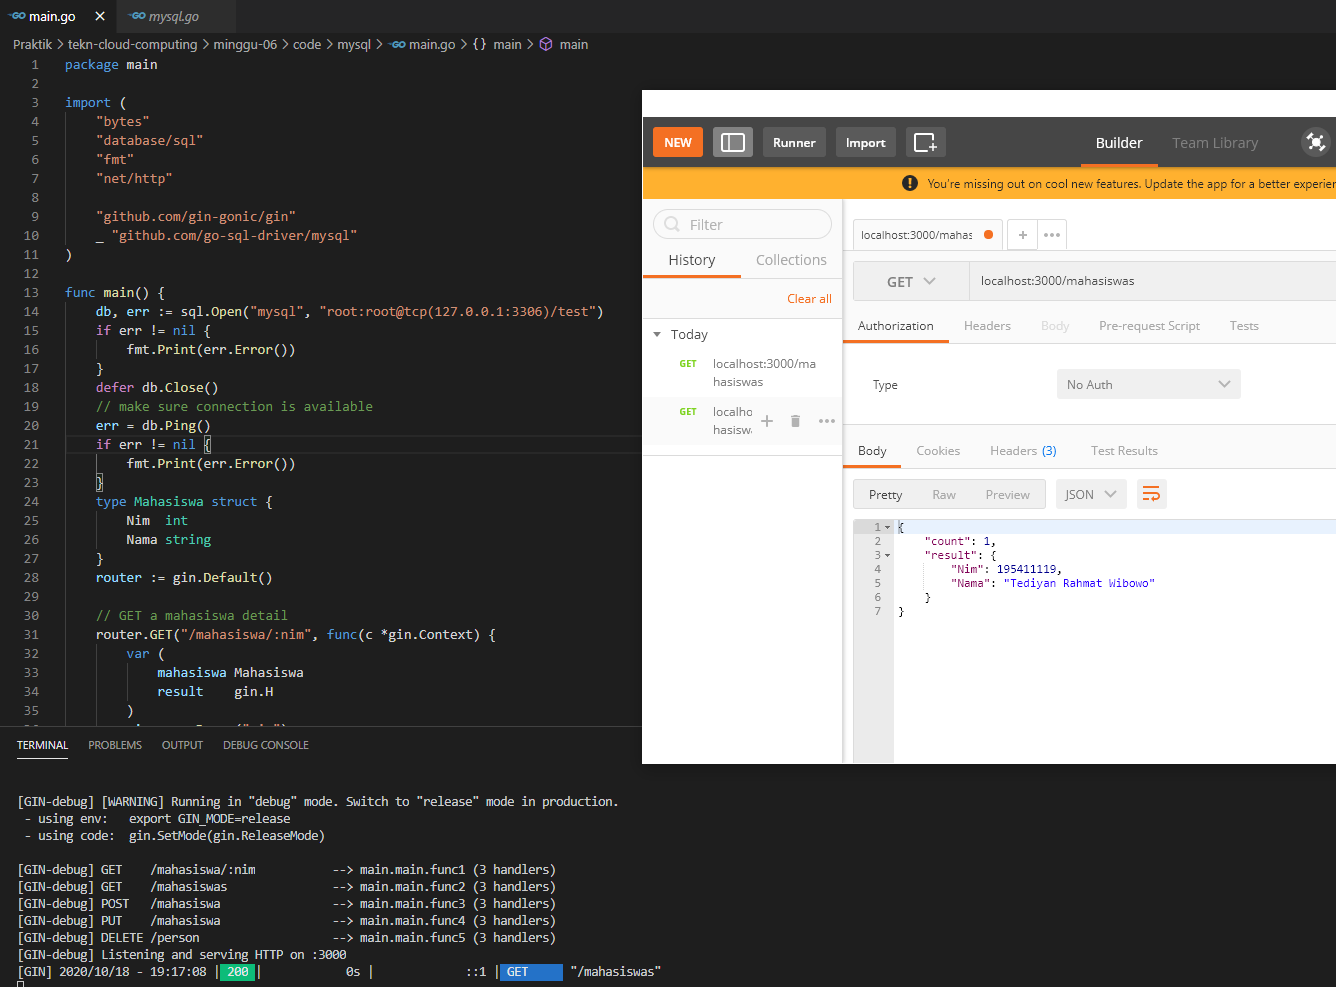 main.go
mysql.go
Praktik > tekn-cloud-computing > minggu-06 > code > mysql > main.go > {} main > main
1 package main
2
3 import (
4 "bytes"
5 "database/sql"
6 "fmt"
7 "net/http"
8
9 "github.com/gin-gonic/gin"
10 _ "github.com/go-sql-driver/mysql"
11 )
12
13 func main() {
14 db, err := sql.Open("mysql", "root:root@tcp(127.0.0.1:3306)/test")
15 if err != nil {
16 fmt.Print(err.Error())
17 }
18 defer db.Close()
19 // make sure connection is available
20 err = db.Ping()
21 if err != nil {
22 fmt.Print(err.Error())
23 }
24 type Mahasiswa struct {
25 Nim int
26 Nama string
27 }
28 router := gin.Default()
29
30 // GET a mahasiswa detail
31 router.GET("/mahasiswa/:nim", func(c *gin.Context) {
32 var (
33 mahasiswa Mahasiswa
34 result gin.H
35 )
NEW
Runner
Import
Builder
Team Library
You're missing out on cool new features. Update the app for a better experien
Filter
History
Collections
Clear all
Today
GET localhost:3000/ma
hasiswas
GET localho
hasisw
localhost:3000/mahas
GET
localhost:3000/mahasiswas
Authorization
Headers
Body
Pre-request Script
Tests
Type
No Auth
Body
Cookies
Headers (3)
Test Results
Pretty
Raw
Preview
JSON
1 {
2 "count": 1,
3 "result": {
4 "Nim": 195411119,
5 "Nama": "Tediyan Rahmat Wibowo"
6 }
7 }
TERMINAL PROBLEMS OUTPUT DEBUG CONSOLE
[GIN-debug] [WARNING] Running in "debug" mode. Switch to "release" mode in production.
- using env: export GIN_MODE=release
- using code: gin.SetMode(gin.ReleaseMode)
[GIN-debug] GET /mahasiswa/:nim --> main.main.func1 (3 handlers)
[GIN-debug] GET /mahasiswas --> main.main.func2 (3 handlers)
[GIN-debug] POST /mahasiswa --> main.main.func3 (3 handlers)
[GIN-debug] PUT /mahasiswa --> main.main.func4 (3 handlers)
[GIN-debug] DELETE /person --> main.main.func5 (3 handlers)
[GIN-debug] Listening and serving HTTP on :3000
[GIN] 2020/10/18 - 19:17:08 | 200 | 0s | ::1 | GET "/mahasiswas"